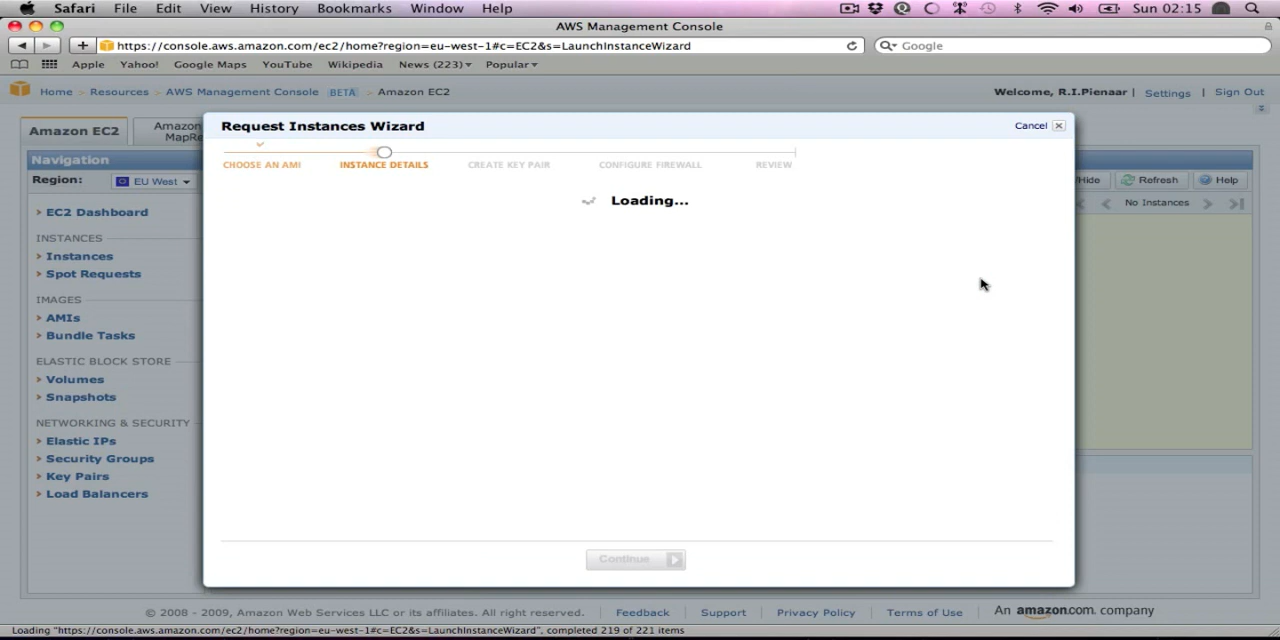 Safari File Edit View History Bookmarks Window Help Sun 02:15
AWS Management Console
https://console.aws.amazon.com/ec2/home?region=eu-west-1#c=EC2&s=LaunchInstanceWizard Google
Apple Yahoo! Google Maps YouTube Wikipedia News (223) Popular
Home > Resources > AWS Management Console BETA > Amazon EC2 Welcome, R.I.Pienaar | Settings | Sign Out
Amazon EC2 Amazon
MapRe
Request Instances Wizard Cancel
CHOOSE AN AMI INSTANCE DETAILS CREATE KEY PAIR CONFIGURE FIREWALL REVIEW
Loading...
Continue
Navigation
Region: EU West
EC2 Dashboard
INSTANCES
Instances
Spot Requests
IMAGES
AMIs
Bundle Tasks
ELASTIC BLOCK STORE
Volumes
Snapshots
NETWORKING & SECURITY
Elastic IPs
Security Groups
Key Pairs
Load Balancers
/Hide Refresh Help
No Instances
© 2008 - 2009, Amazon Web Services LLC or its affiliates. All right reserved. | Feedback | Support | Privacy Policy | Terms of Use | An amazon.com. company
Loading "https://console.aws.amazon.com/ec2/home?region=eu-west-1#c=EC2&s=LaunchInstanceWizard", completed 219 of 221 items